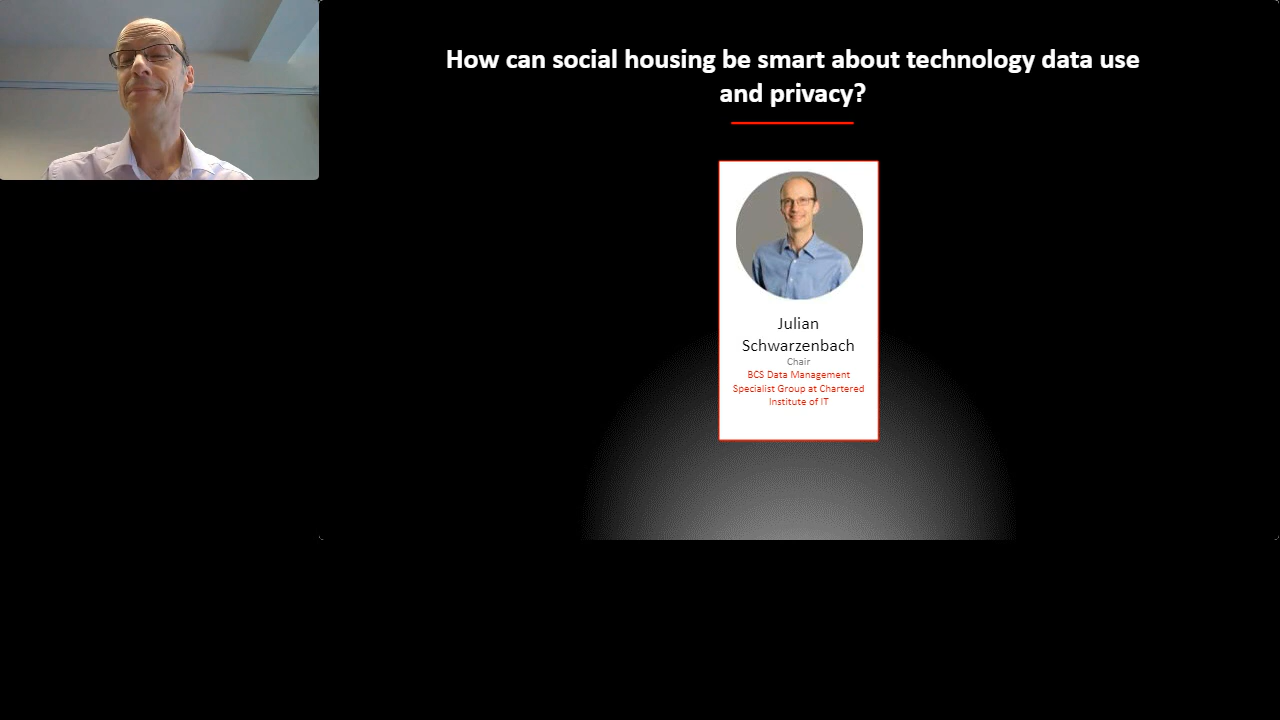 How can social housing be smart about technology data use
and privacy?
Julian
Schwarzenbach
Chair
BCS Data Management
Specialist Group at Chartered
Institute of IT